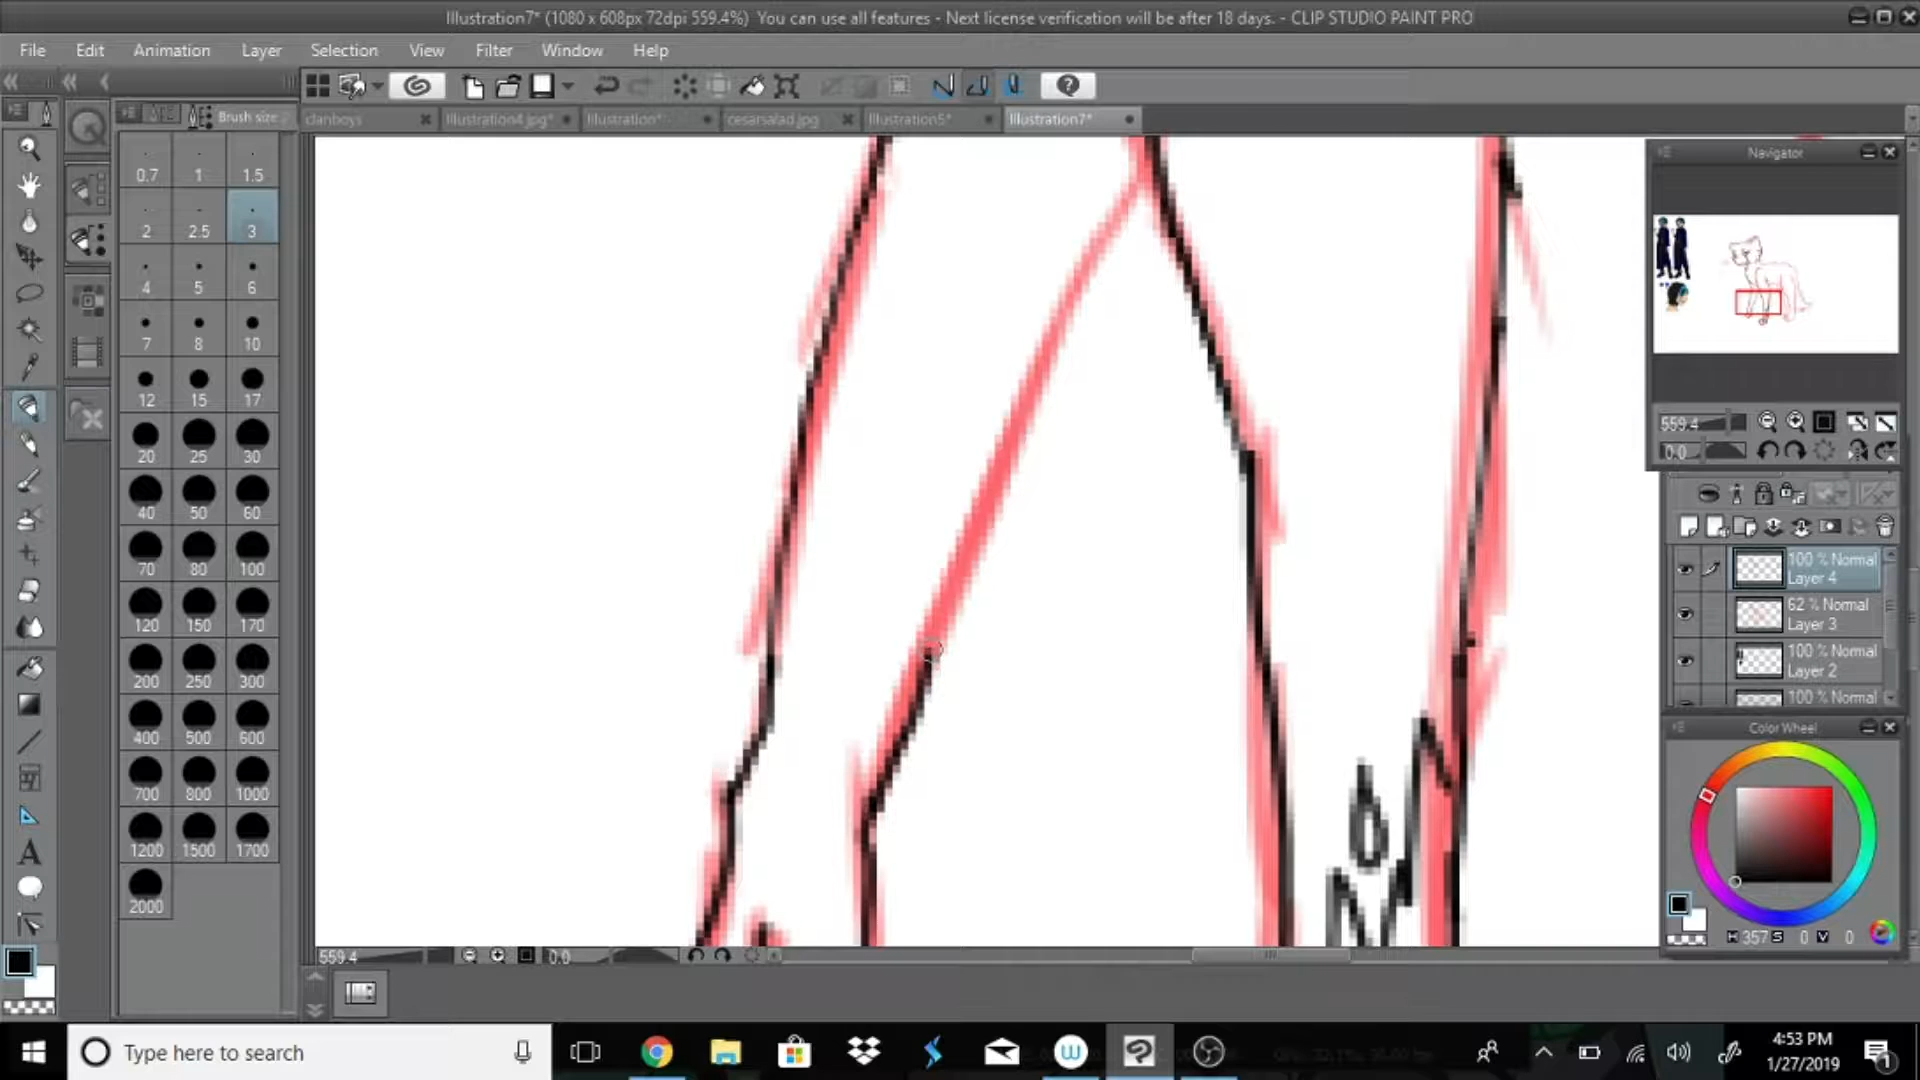 Illustration7* (1080 x 608px 72dpi 559.4%) You can use all features - Next license verification will be after 18 days. - CLIP STUDIO PAINT PRO
File Edit Animation Layer Selection View Filter Window Help
Brush size
clanboys Illustration4.jpg* Illustration* cesarsalad.jpg Illustration5* Illustration7*
0.7 1 1.5
2 2.5 3
4 5 6
7 8 10
12 15 17
20 25 30
40 50 60
70 80 100
120 150 170
200 250 300
400 500 600
700 800 1000
1200 1500 1700
2000
Navigator
559.4
0.0
100 % Normal
Layer 4
62 % Normal
Layer 3
100 % Normal
Layer 2
100 % Normal
Color Wheel
H 357 S 0 V 0
559.4 0.0
Type here to search
4:53 PM
1/27/2019
1